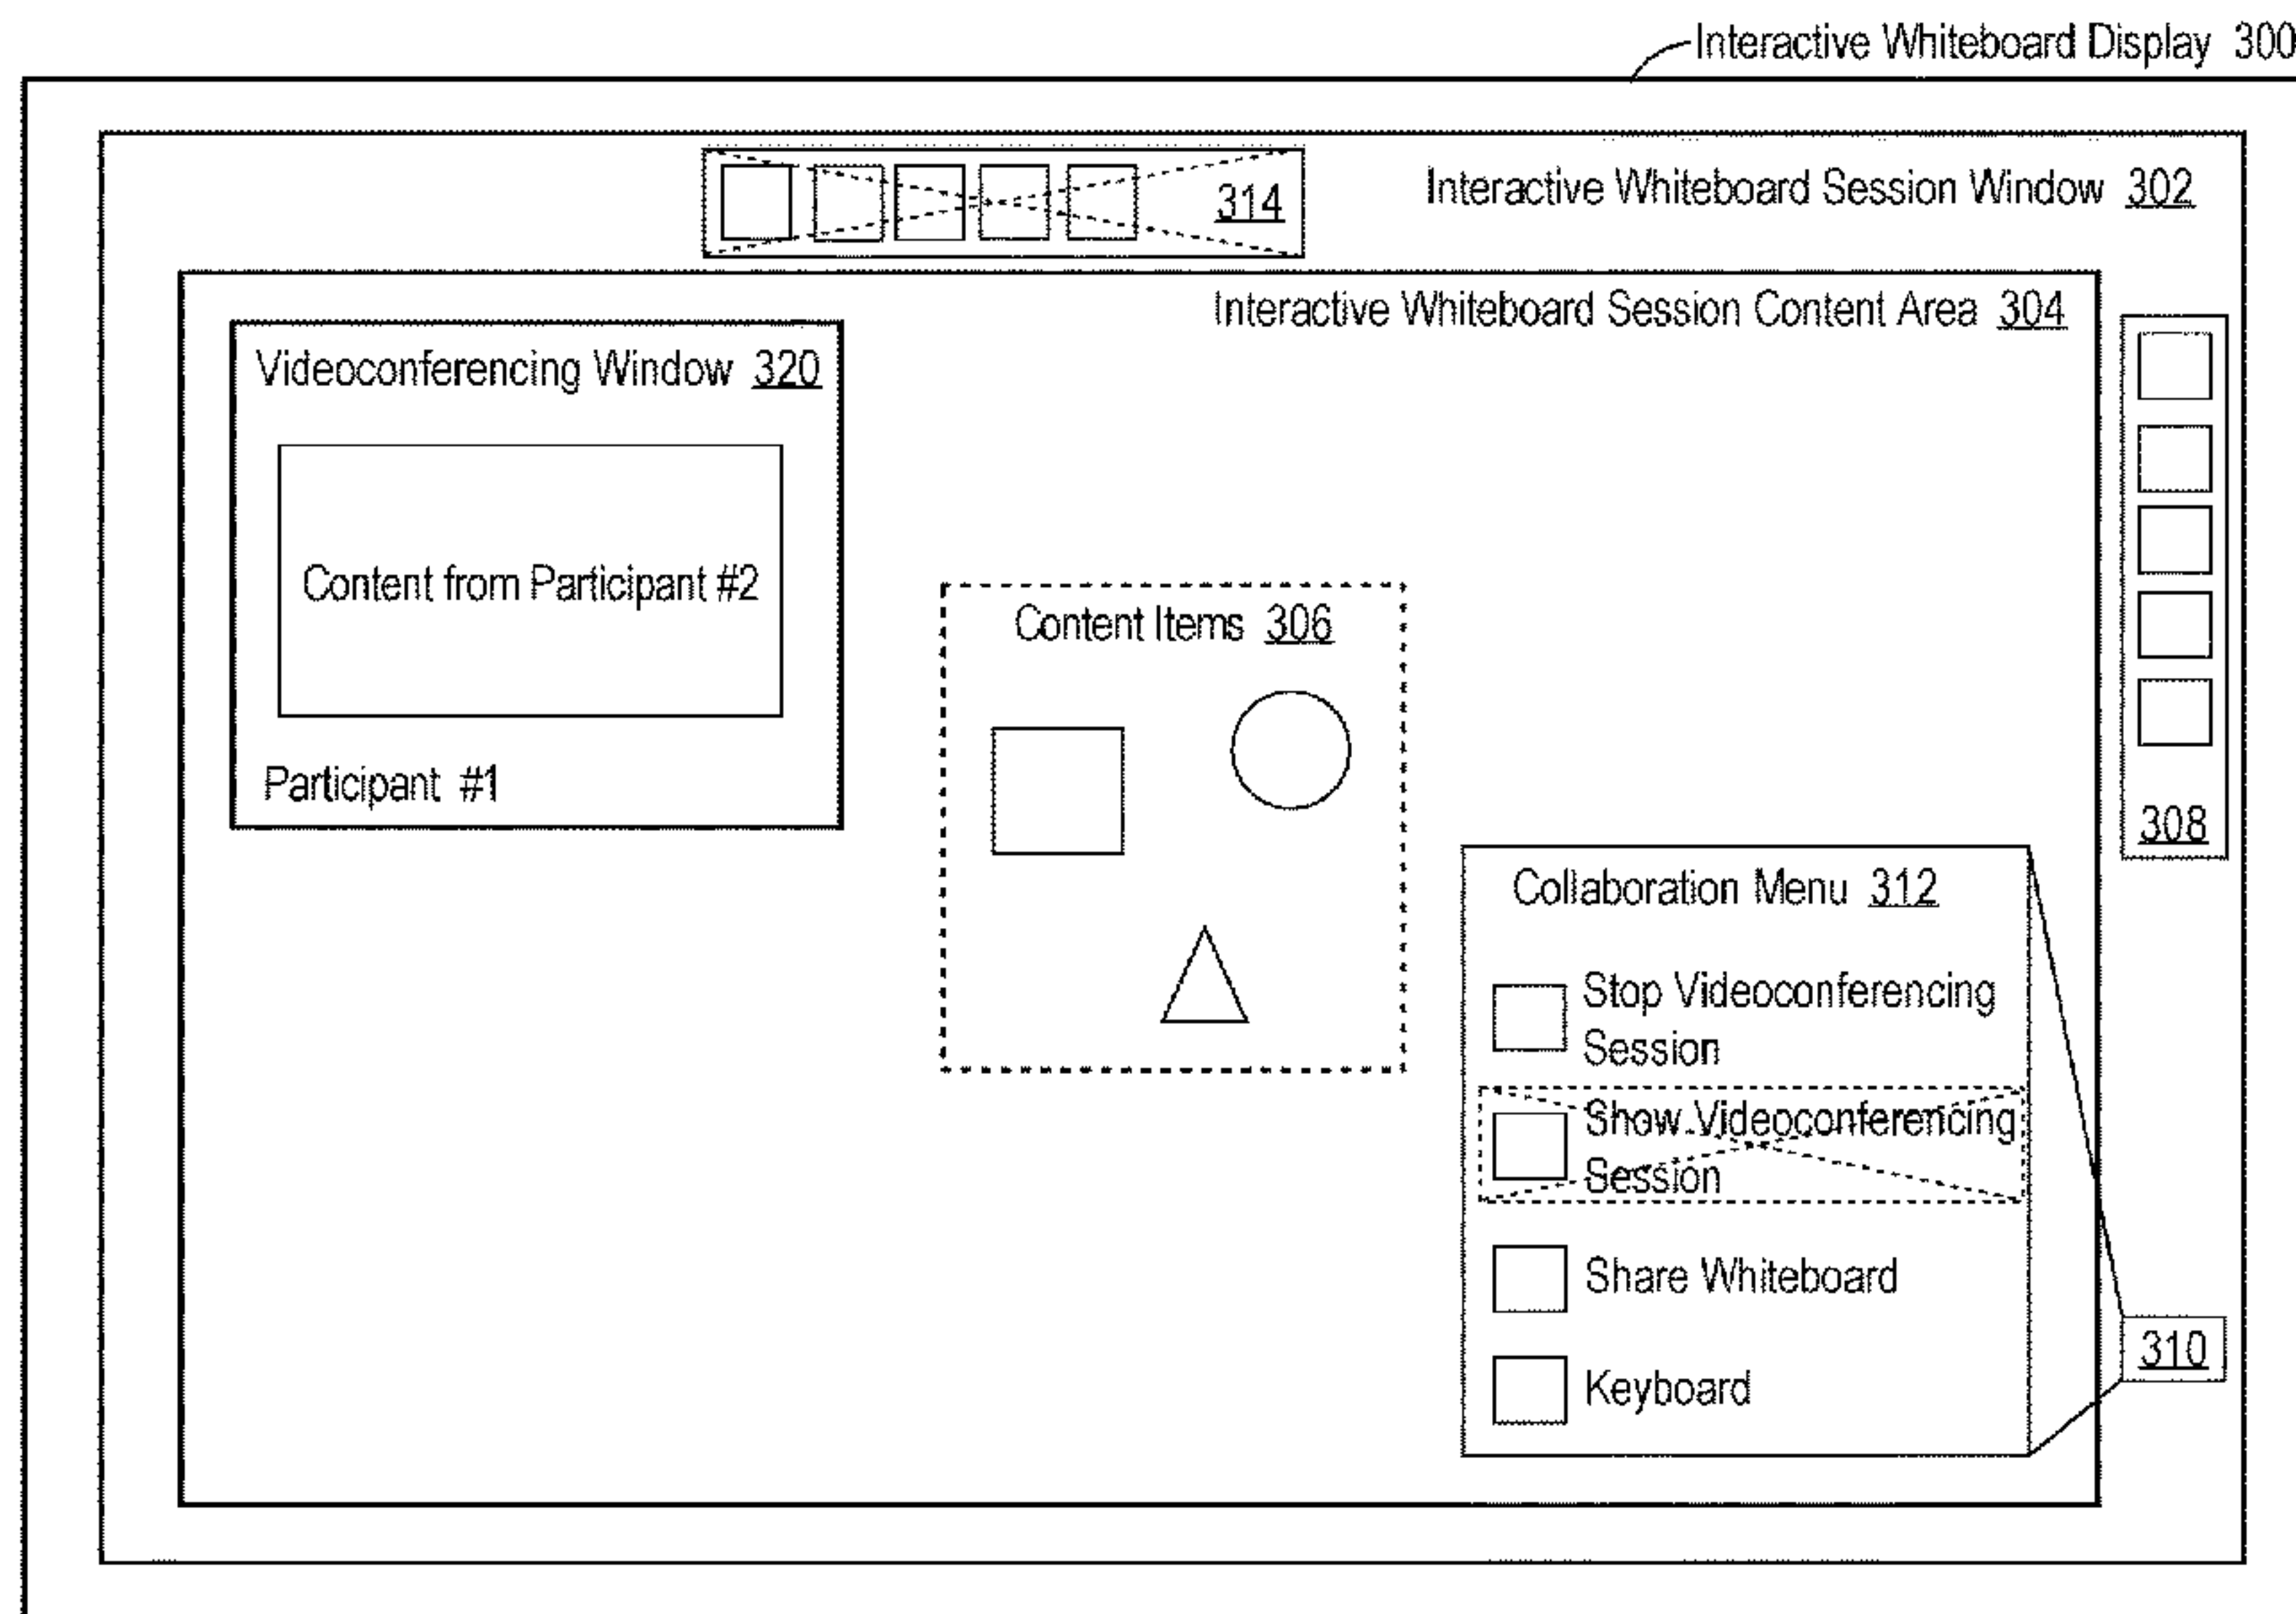 Interactive Whiteboard Display 300
314
Interactive Whiteboard Session Window 302
Interactive Whiteboard Session Content Area 304
Videoconferencing Window 320
Content from Participant #2
Participant #1
Content Items 306
308
Collaboration Menu 312
Stop Videoconferencing
Session
Show Videoconferencing
Session
Share Whiteboard
Keyboard
310